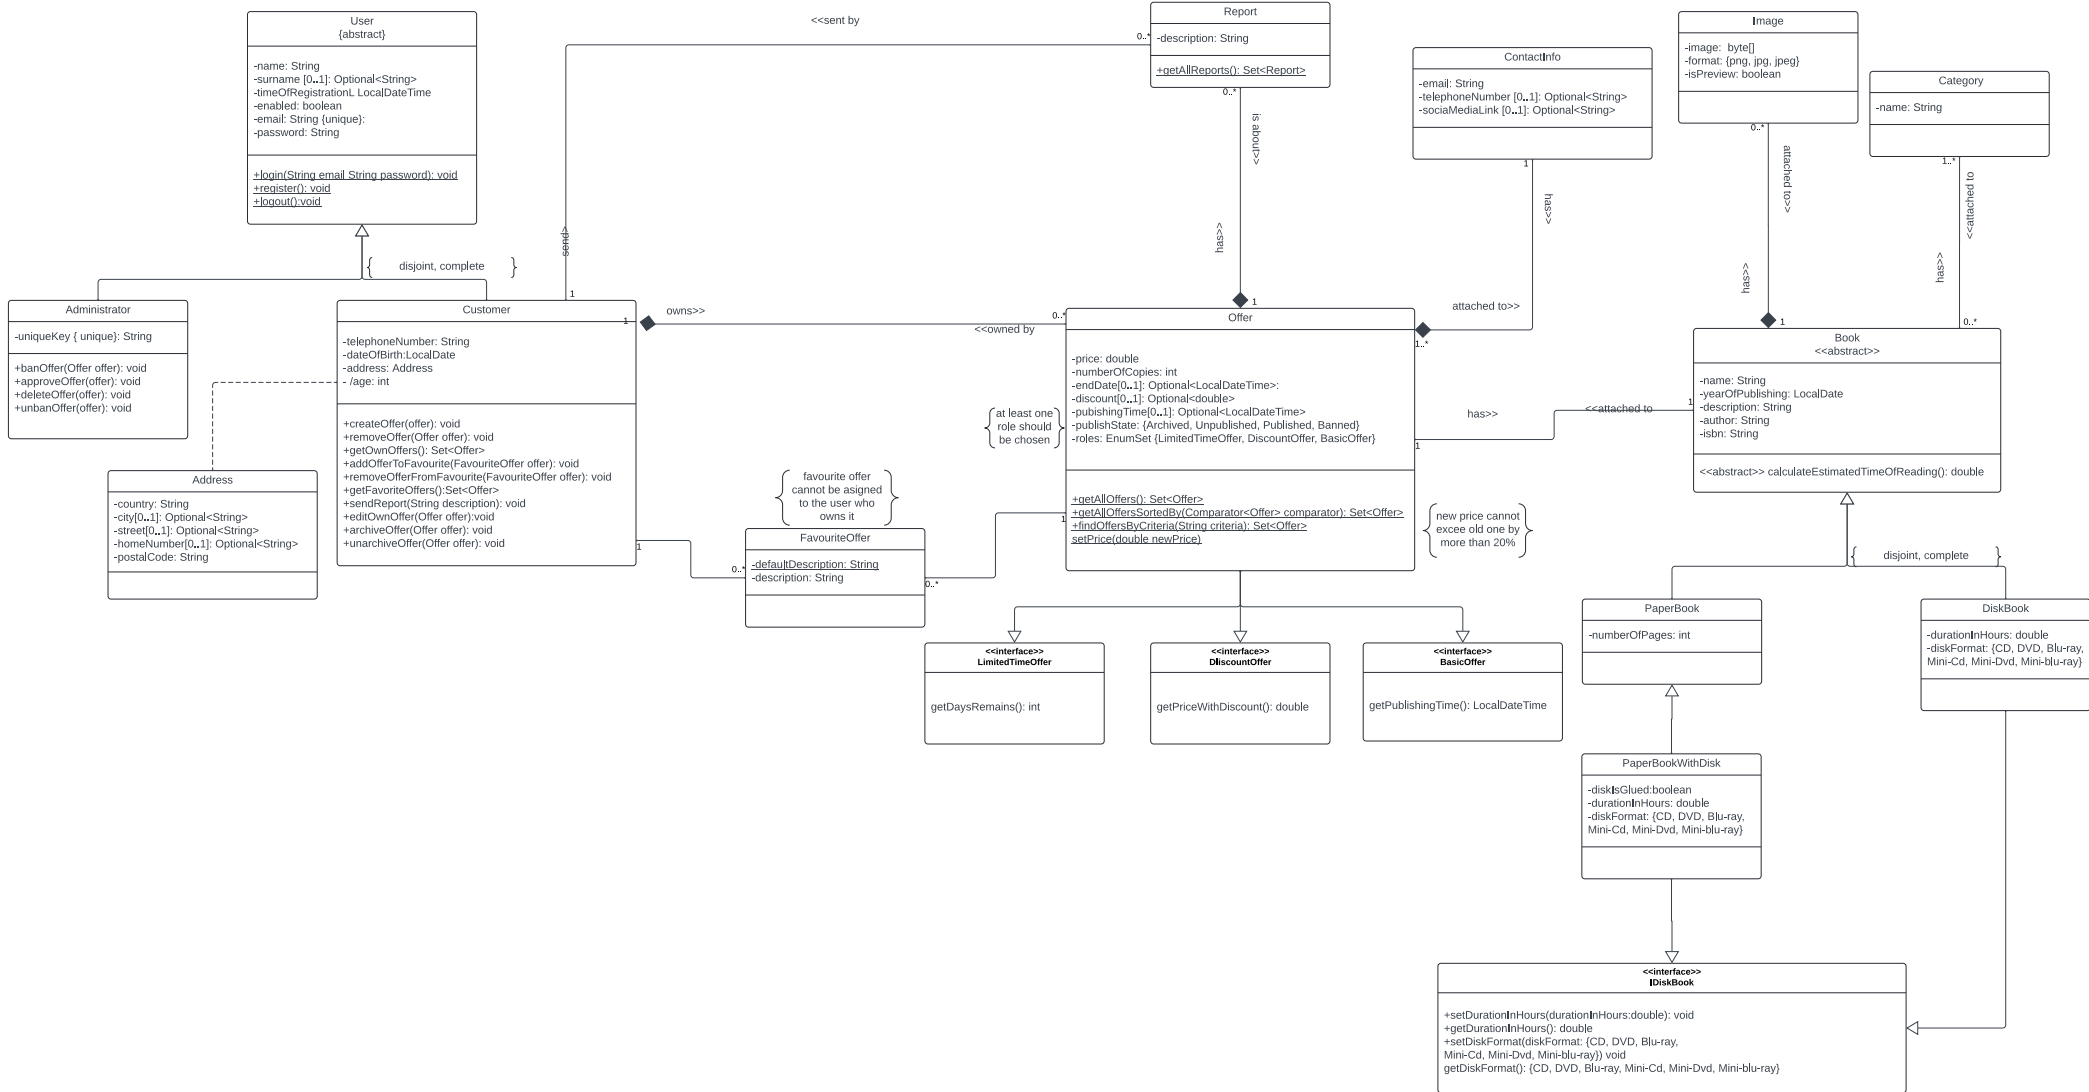 User
{abstract}
-name: String
-surname [0..1]: Optional<String>
-timeOfRegistrationL LocalDateTime
-enabled: boolean
-email: String {unique}:
-password: String
+login(String email String password): void
+register(): void
+logout():void
<<sent by
0..*
Report
-description: String
+getAllReports(): Set<Report>
0..*
is about>>
has>>
1
ContactInfo
-email: String
-telephoneNumber [0..1]: Optional<String>
-sociaMediaLink [0..1]: Optional<String>
1
has>>
attached to>>
1..*
Image
-image:  byte[]
-format: {png, jpg, jpeg}
-isPreview: boolean
0..*
attached to>>
has>>
1
Category
-name: String
1..*
<<attached to
has>>
0..*
send>
1
{ disjoint, complete }
Administrator
-uniqueKey { unique}: String
+banOffer(Offer offer): void
+approveOffer(offer): void
+deleteOffer(offer): void
+unbanOffer(offer): void
Customer
-telephoneNumber: String
-dateOfBirth:LocalDate
-address: Address
- /age: int
+createOffer(offer): void
+removeOffer(Offer offer): void
+getOwnOffers(): Set<Offer>
+addOfferToFavourite(FavouriteOffer offer): void
+removeOfferFromFavourite(FavouriteOffer offer): void
+getFavoriteOffers():Set<Offer>
+sendReport(String description): void
+editOwnOffer(Offer offer):void
+archiveOffer(Offer offer): void
+unarchiveOffer(Offer offer): void
1
owns>>
<<owned by
0..*
Address
-country: String
-city[0..1]: Optional<String>
-street[0..1]: Optional<String>
-homeNumber[0..1]: Optional<String>
-postalCode: String
Offer
-price: double
-numberOfCopies: int
-endDate[0..1]: Optional<LocalDateTime>:
-discount[0..1]: Optional<double>
-pubishingTime[0..1]: Optional<LocalDateTime>
-publishState: {Archived, Unpublished, Published, Banned}
-roles: EnumSet {LimitedTimeOffer, DiscountOffer, BasicOffer}
+getAllOffers(): Set<Offer>
+getAllOffersSortedBy(Comparator<Offer> comparator): Set<Offer>
+findOffersByCriteria(String criteria): Set<Offer>
setPrice(double newPrice)
{ at least one
role should
be chosen
{ new price cannot
excee old one by
more than 20% }
has>>
<<attached to
1
1
Book
<<abstract>>
-name: String
-yearOfPublishing: LocalDate
-description: String
-author: String
-isbn: String
<<abstract>> calculateEstimatedTimeOfReading(): double
{ favourite offer
cannot be asigned
to the user who
owns it }
1
0..*
FavouriteOffer
-defaultDescription: String
-description: String
0..*
1
<<interface>>
LimitedTimeOffer
getDaysRemains(): int
<<interface>>
DIiscountOffer
getPriceWithDiscount(): double
<<interface>>
BasicOffer
getPublishingTime(): LocalDateTime
{ disjoint, complete }
PaperBook
-numberOfPages: int
DiskBook
-durationInHours: double
-diskFormat: {CD, DVD, Blu-ray,
Mini-Cd, Mini-Dvd, Mini-blu-ray}
PaperBookWithDisk
-diskIsGlued:boolean
-durationInHours: double
-diskFormat: {CD, DVD, Blu-ray,
Mini-Cd, Mini-Dvd, Mini-blu-ray}
<<interface>>
IDiskBook
+setDurationInHours(durationInHours:double): void
+getDurationInHours(): double
+setDiskFormat(diskFormat: {CD, DVD, Blu-ray,
Mini-Cd, Mini-Dvd, Mini-blu-ray}) void
getDiskFormat(): {CD, DVD, Blu-ray, Mini-Cd, Mini-Dvd, Mini-blu-ray}